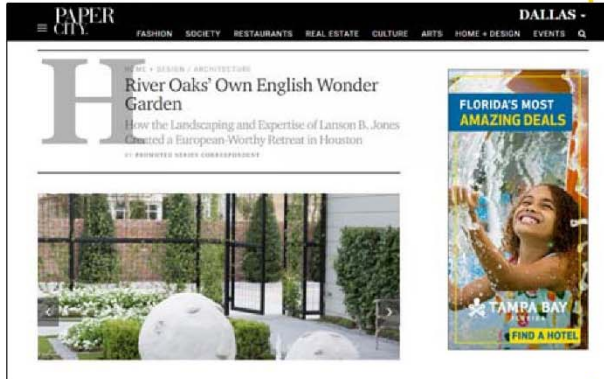 PAPER
CITY
DALLAS
FASHION SOCIETY RESTAURANTS REAL ESTATE CULTURE ARTS HOME + DESIGN EVENTS
H
HOME + DESIGN / ARCHITECTURE
River Oaks' Own English Wonder
Garden
How the Landscaping and Expertise of Lanson B. Jones
Created a European-Worthy Retreat in Houston
BY PROMOTED SERIES CORRESPONDENT
FLORIDA'S MOST
AMAZING DEALS
TAMPA BAY
FLORIDA
FIND A HOTEL